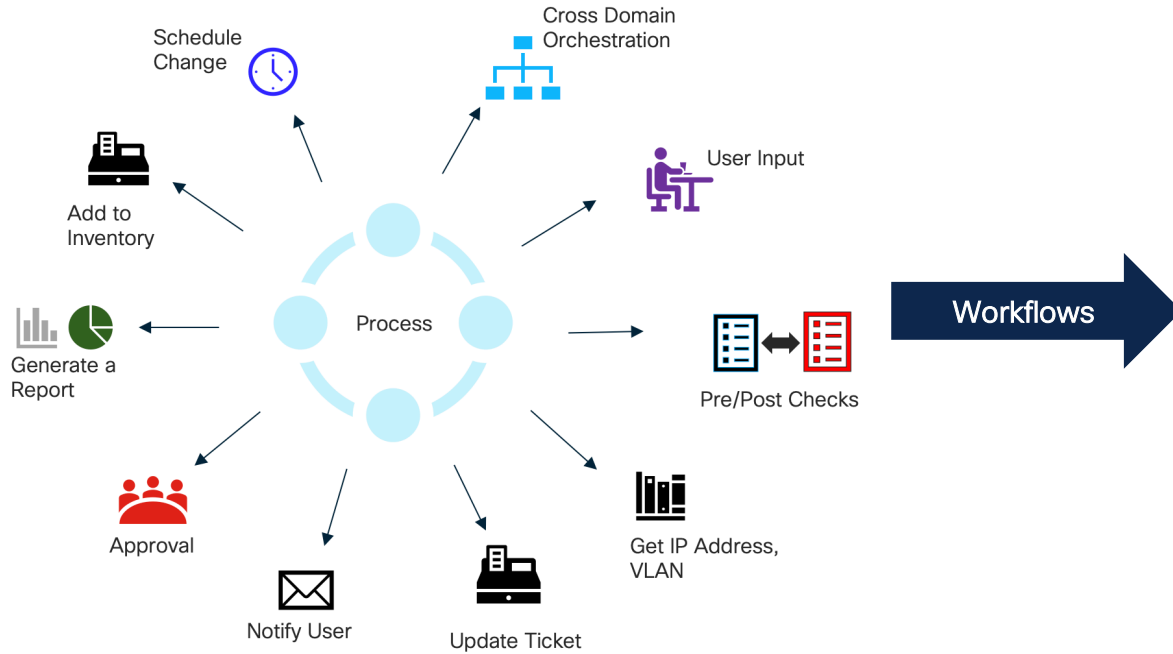 Schedule
Change
Cross Domain
Orchestration
User Input
Add to
Inventory
Process
Workflows
Generate a
Report
Pre/Post Checks
Approval
Get IP Address,
VLAN
Notify User
Update Ticket